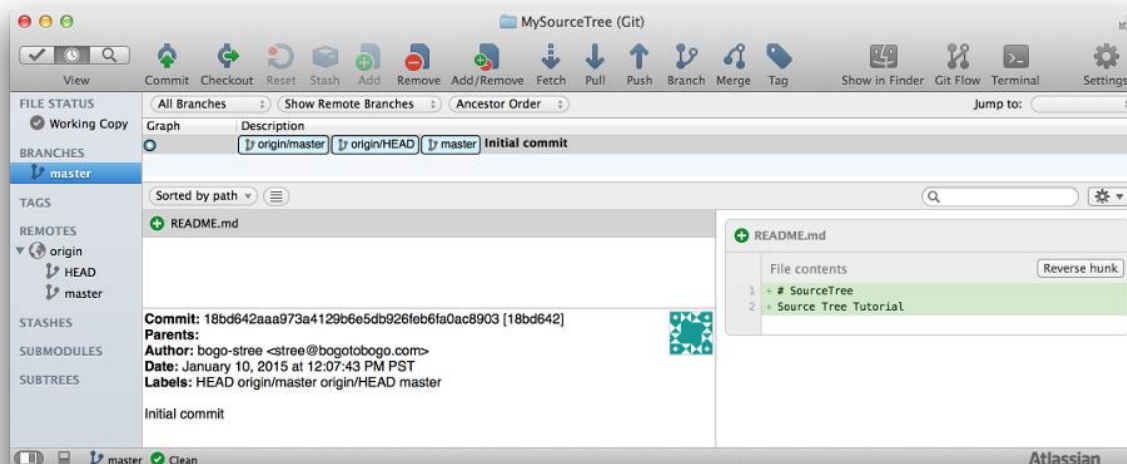 MySourceTree (Git)
View Commit Checkout Reset Stash Add Remove Add/Remove Fetch Pull Push Branch Merge Tag Show in Finder Git Flow Terminal Settings
FILE STATUS
Working Copy
BRANCHES
master
TAGS
REMOTES
origin
HEAD
master
STASHES
SUBMODULES
SUBTREES
All Branches Show Remote Branches Ancestor Order Jump to:
Graph Description
origin/master origin/HEAD master Initial commit
Sorted by path
README.md
Commit: 18bd642aaa973a4129b6e5db926feb6fa0ac8903 [18bd642]
Parents:
Author: bogo-stree <stree@bogotobogo.com>
Date: January 10, 2015 at 12:07:43 PM PST
Labels: HEAD origin/master origin/HEAD master
Initial commit
README.md
File contents Reverse hunk
1 + # SourceTree
2 + Source Tree Tutorial
master Clean Atlassian